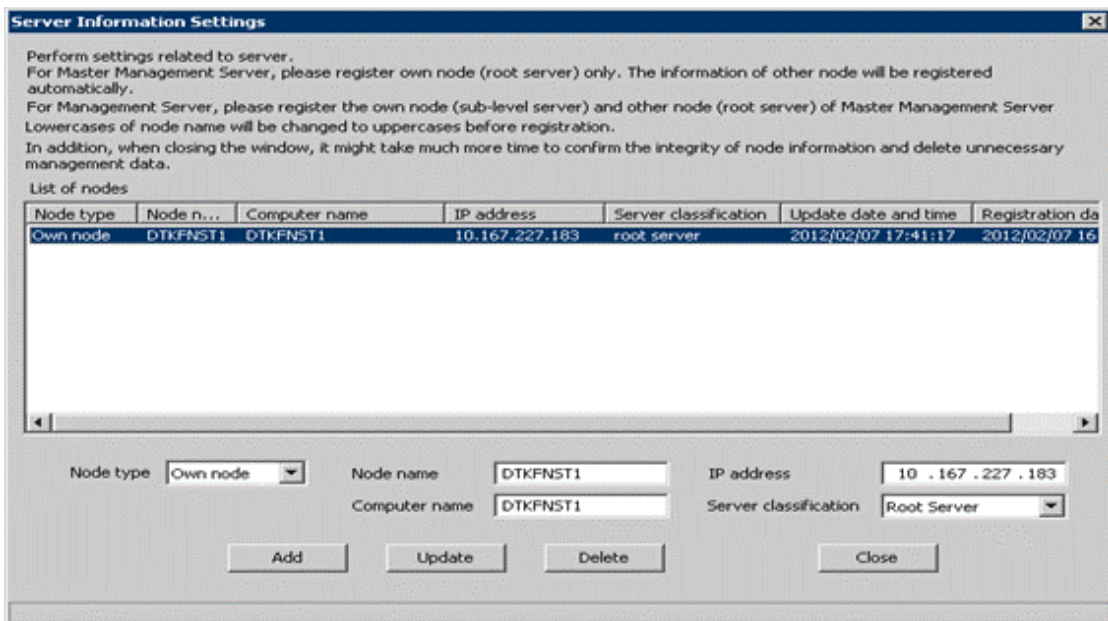 Server Information Settings
Perform settings related to server.
For Master Management Server, please register own node (root server) only. The information of other node will be registered
automatically.
For Management Server, please register the own node (sub-level server) and other node (root server) of Master Management Server
Lowercases of node name will be changed to uppercases before registration.
In addition, when closing the window, it might take much more time to confirm the integrity of node information and delete unnecessary
management data.
List of nodes
Node type Node n... Computer name IP address Server classification Update date and time Registration da
Own node DTKFNST1 DTKFNST1 10.167.227.183 root server 2012/02/07 17:41:17 2012/02/07 16
Node type Own node Node name DTKFNST1 IP address 10 .167 .227 .183
Computer name DTKFNST1 Server classification Root Server
Add Update Delete Close